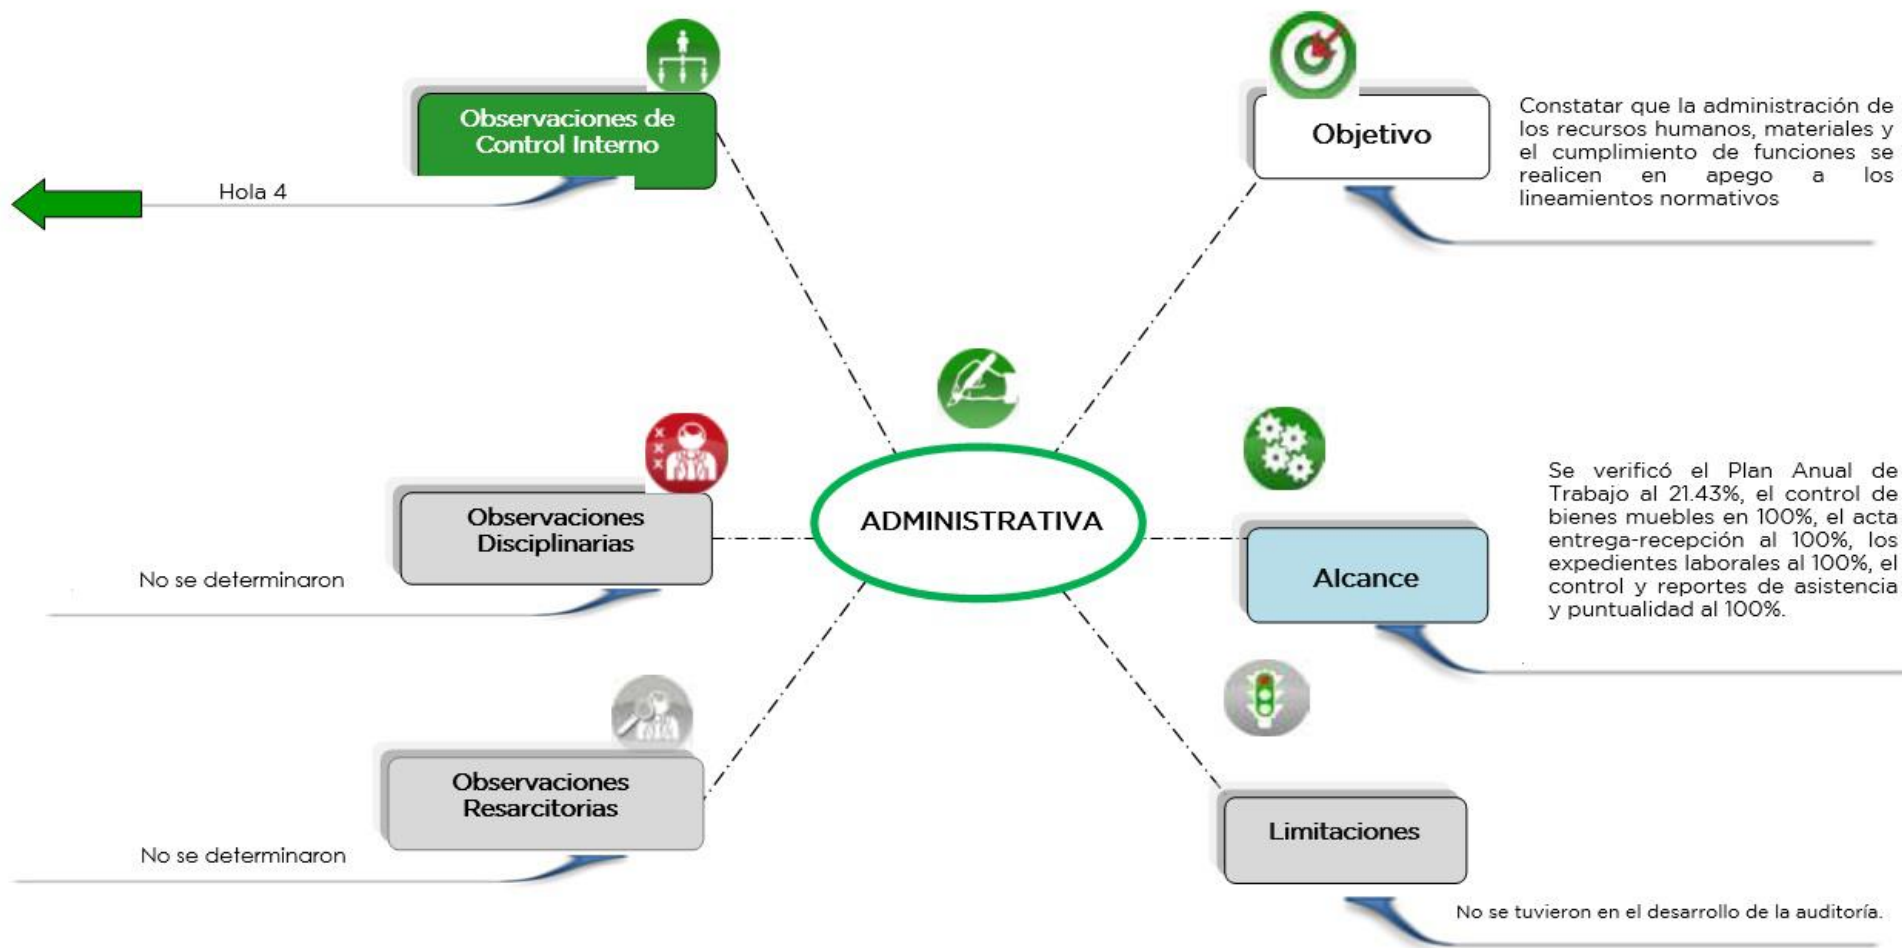 Observaciones de
Control Interno
Hola 4
Objetivo
Constatar que la administración de
los recursos humanos, materiales y
el cumplimiento de funciones se
realicen en apego a los
lineamientos normativos
ADMINISTRATIVA
Observaciones
Disciplinarias
No se determinaron
Alcance
Se verificó el Plan Anual de
Trabajo al 21.43%, el control de
bienes muebles en 100%, el acta
entrega-recepción al 100%, los
expedientes laborales al 100%, el
control y reportes de asistencia
y puntualidad al 100%.
Observaciones
Resarcitorias
No se determinaron
Limitaciones
No se tuvieron en el desarrollo de la auditoría.